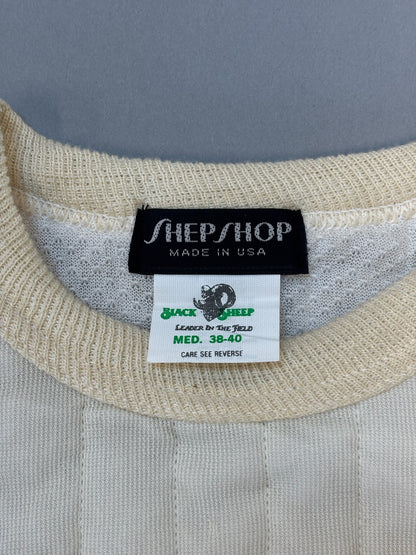 SHEPSHOP
MADE IN USA
BLACK SHEEP
LEADER IN THE FIELD
MED. 38-40
CARE SEE REVERSE